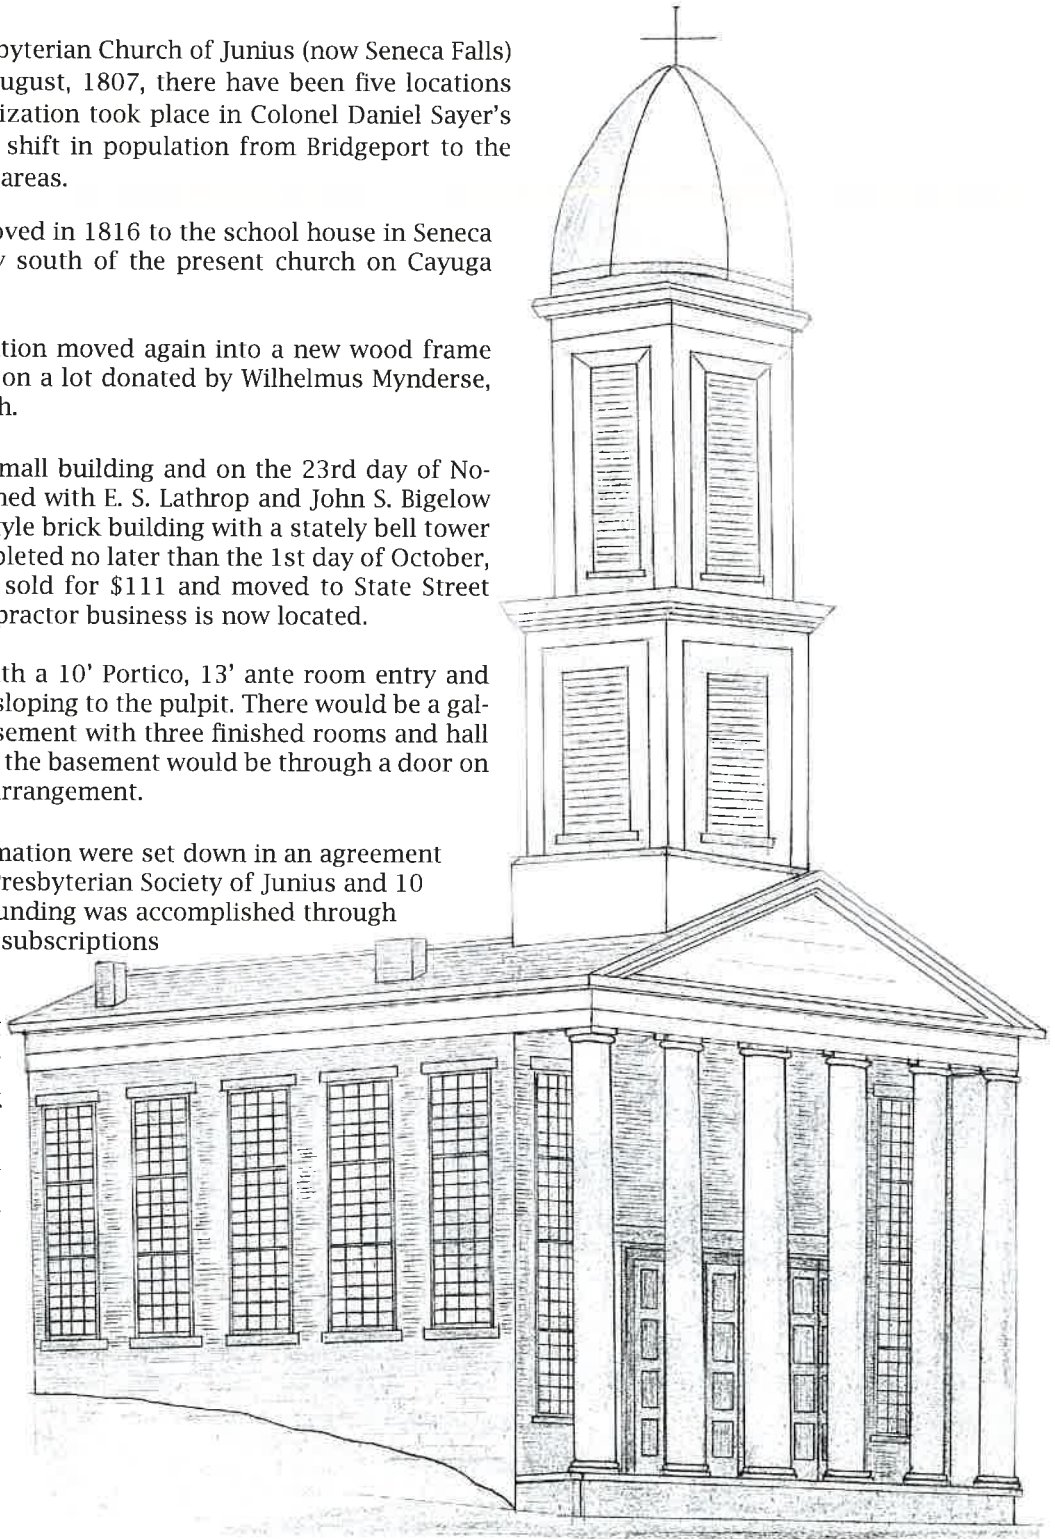 byterian Church of Junius (now Seneca Falls)
ugust, 1807, there have been five locations
ization took place in Colonel Daniel Sayer's
shift in population from Bridgeport to the
areas.
oved in 1816 to the school house in Seneca
y south of the present church on Cayuga
tion moved again into a new wood frame
on a lot donated by Wilhelmus Mynderse,
h.
mall building and on the 23rd day of No-
ned with E. S. Lathrop and John S. Bigelow
yle brick building with a stately bell tower
pleted no later than the 1st day of October,
sold for $111 and moved to State Street
practor business is now located.
th a 10' Portico, 13' ante room entry and
sloping to the pulpit. There would be a gal-
sement with three finished rooms and hall
the basement would be through a door on
rrangement.
mation were set down in an agreement
resbyterian Society of Junius and 10
unding was accomplished through
subscriptions